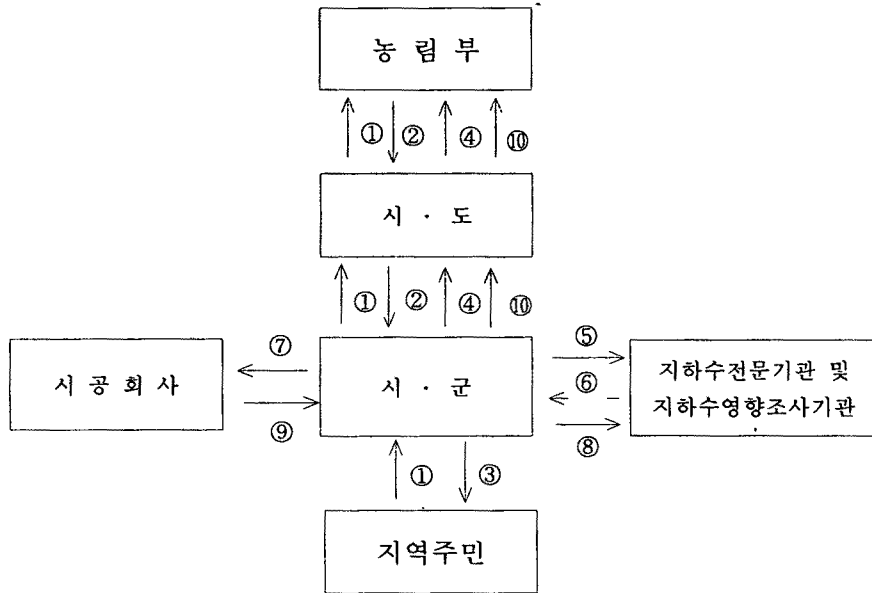 농 림 부
① ② ④ ⑩
시 · 도
① ② ④ ⑩
시 공 회 사
⑦
⑨
시 · 군
⑤
⑥
⑧
지하수전문기관 및
지하수영향조사기관
① ③
지역주민